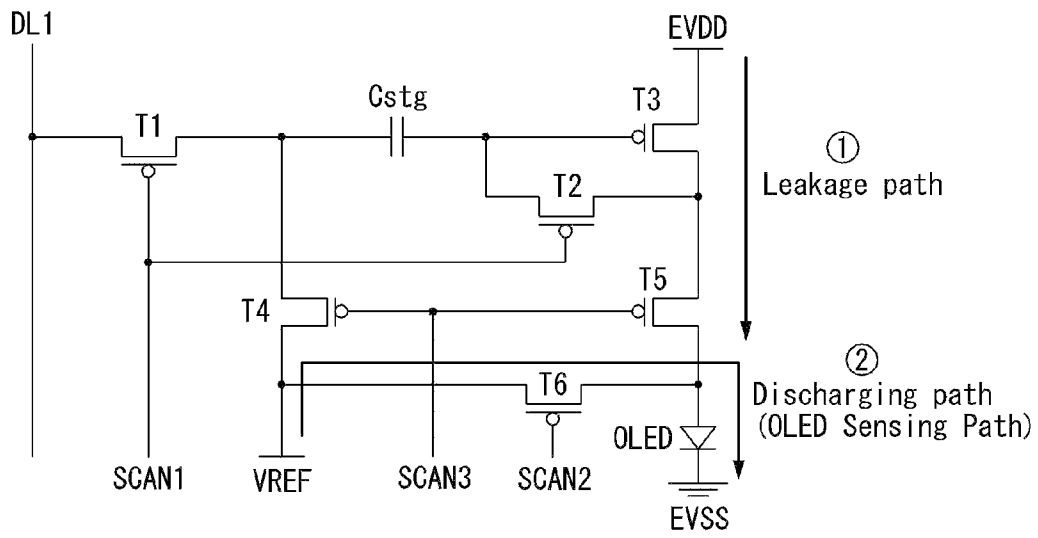 DL1
EVDD
Cstg
T3
T1
①
Leakage path
T2
T5
T4
②
Discharging path
(OLED Sensing Path)
T6
OLED
SCAN1
VREF
SCAN3
SCAN2
EVSS